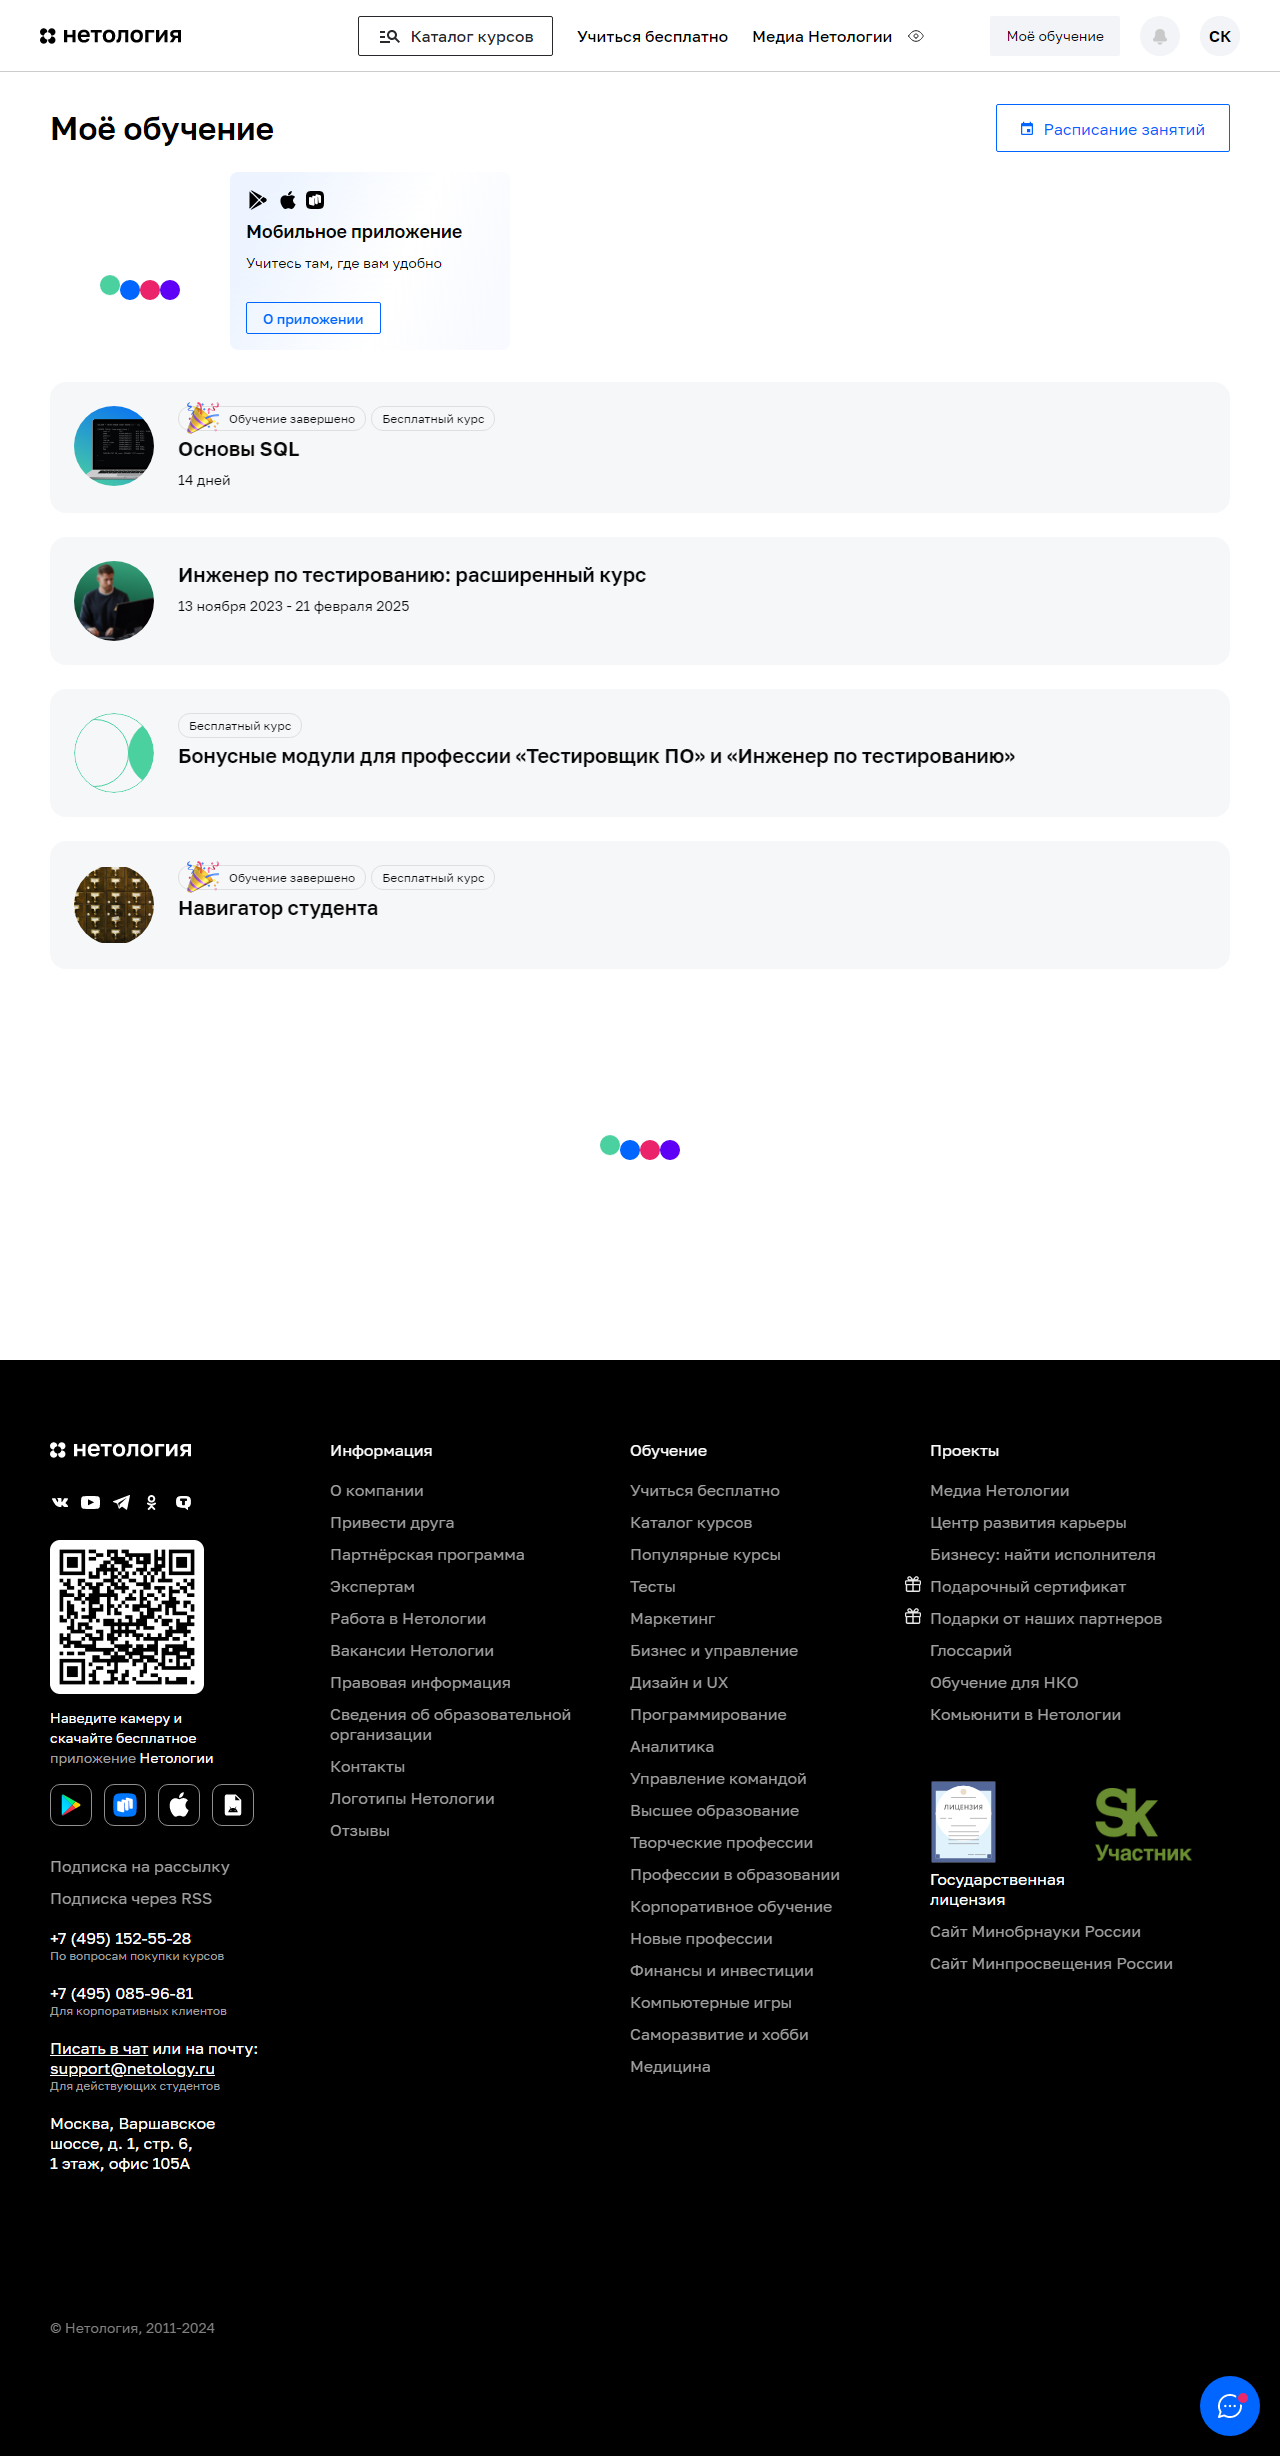 нетология
Каталог курсов
Учиться бесплатно
Медиа Нетологии
Моё обучение
СК
Моё обучение
Расписание занятий
Мобильное приложение
Учитесь там, где вам удобно
О приложении
Обучение завершено
Бесплатный курс
Основы SQL
14 дней
Инженер по тестированию: расширенный курс
13 ноября 2023 - 21 февраля 2025
Бесплатный курс
Бонусные модули для профессии «Тестировщик ПО» и «Инженер по тестированию»
Обучение завершено
Бесплатный курс
Навигатор студента
нетология
Наведите камеру и
скачайте бесплатное
приложение Нетологии
Подписка на рассылку
Подписка через RSS
+7 (495) 152-55-28
По вопросам покупки курсов
+7 (495) 085-96-81
Для корпоративных клиентов
Писать в чат или на почту:
support@netology.ru
Для действующих студентов
Москва, Варшавское
шоссе, д. 1, стр. 6,
1 этаж, офис 105А
Информация
О компании
Привести друга
Партнёрская программа
Экспертам
Работа в Нетологии
Вакансии Нетологии
Правовая информация
Сведения об образовательной
организации
Контакты
Логотипы Нетологии
Отзывы
Обучение
Учиться бесплатно
Каталог курсов
Популярные курсы
Тесты
Маркетинг
Бизнес и управление
Дизайн и UX
Программирование
Аналитика
Управление командой
Высшее образование
Творческие профессии
Профессии в образовании
Корпоративное обучение
Новые профессии
Финансы и инвестиции
Компьютерные игры
Саморазвитие и хобби
Медицина
Проекты
Медиа Нетологии
Центр развития карьеры
Бизнесу: найти исполнителя
Подарочный сертификат
Подарки от наших партнеров
Глоссарий
Обучение для НКО
Комьюнити в Нетологии
ЛИЦЕНЗИЯ
Государственная
лицензия
Sk
Участник
Сайт Минобрнауки России
Сайт Минпросвещения России
© Нетология, 2011-2024